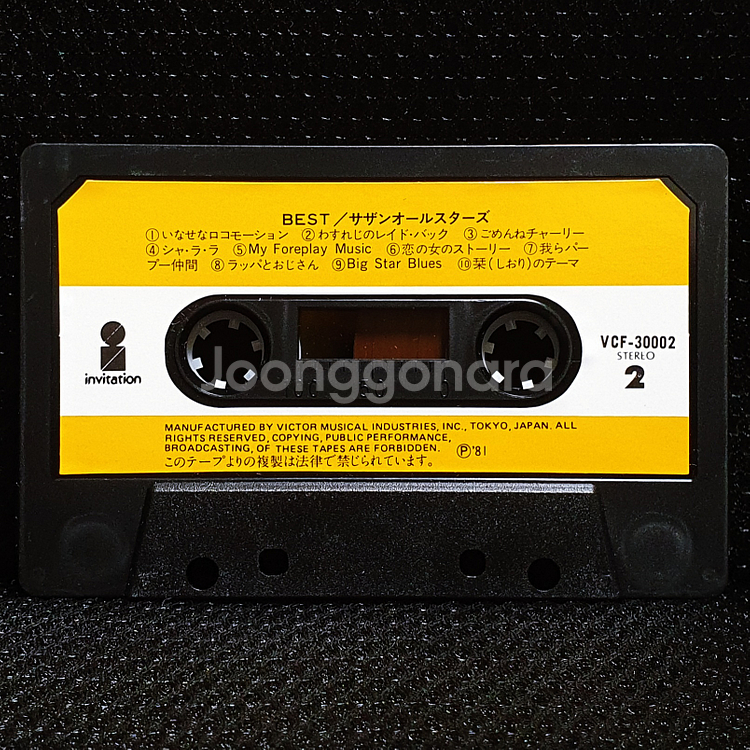 BEST／サザンオールスターズ
①いなせなロコモーション ②わすれじのレイド・バック ③ごめんねチャーリー
④シャ・ラ・ラ ⑤My Foreplay Music ⑥恋の女のストーリー ⑦我らパー
プー仲間 ⑧ラッパとおじさん ⑨Big Star Blues ⑩栞(しおり)のテーマ
invitation
VCF-30002
STEREO
2
Joonggonara
MANUFACTURED BY VICTOR MUSICAL INDUSTRIES, INC., TOKYO, JAPAN. ALL
RIGHTS RESERVED, COPYING, PUBLIC PERFORMANCE,
BROADCASTING, OF THESE TAPES ARE FORBIDDEN. Ⓟ'81
このテープよりの複製は法律で禁じられています。